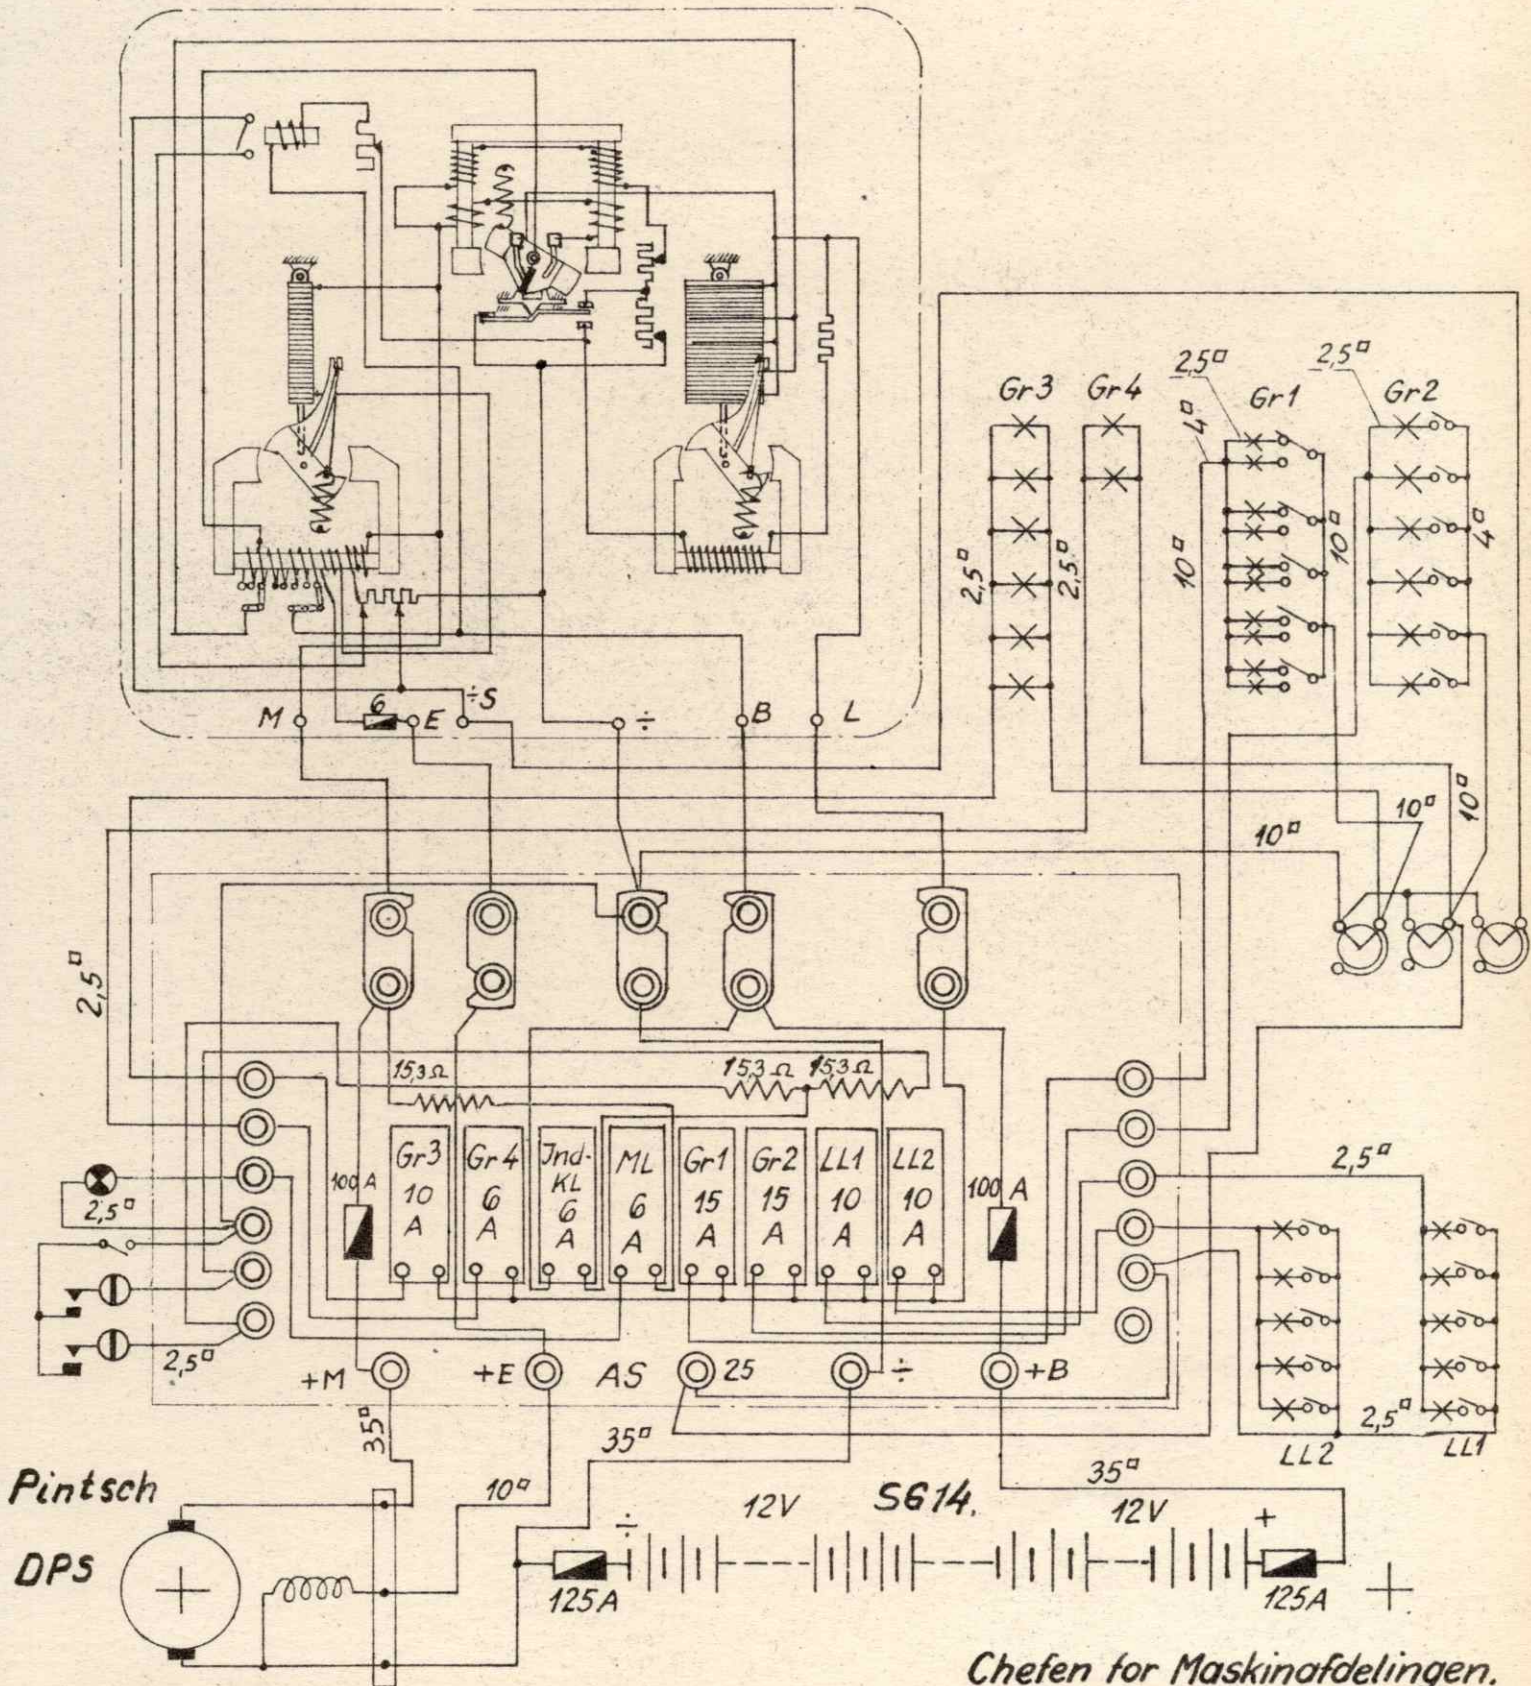 2,5□
2,5□
Gr3
Gr4
Gr1
Gr2
4□
4□
10□
10□
2,5□
2,5□
10□
÷S
6
M
E
÷
B
L
10□
10□
10□
2,5□
15,3 Ω
15,3 Ω
15,3 Ω
Gr3
10
A
Gr4
6
A
Jnd-
KL
6
A
ML
6
A
Gr1
15
A
Gr2
15
A
LL1
10
A
LL2
10
A
100 A
100 A
2,5□
2,5□
2,5□
+M
+E
AS
25
÷
+B
35□
35□
2,5□
LL2
LL1
Pintsch
DPS
10□
12V
S614.
35□
12V
÷
+
125A
125A
Chefen for Maskinafdelingen.